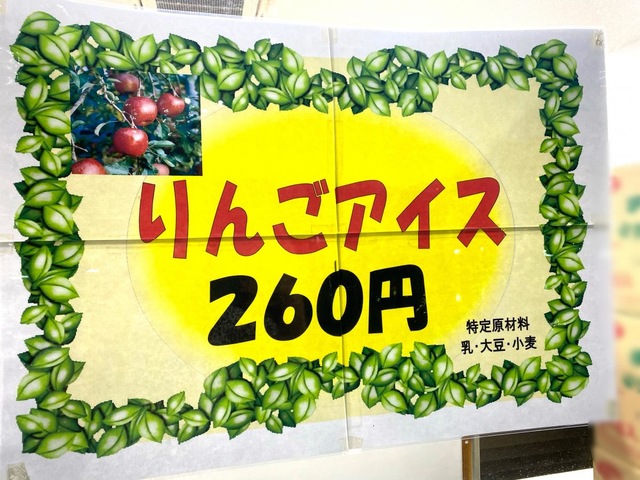 りんごアイス
260円
特定原材料
乳・大豆・小麦